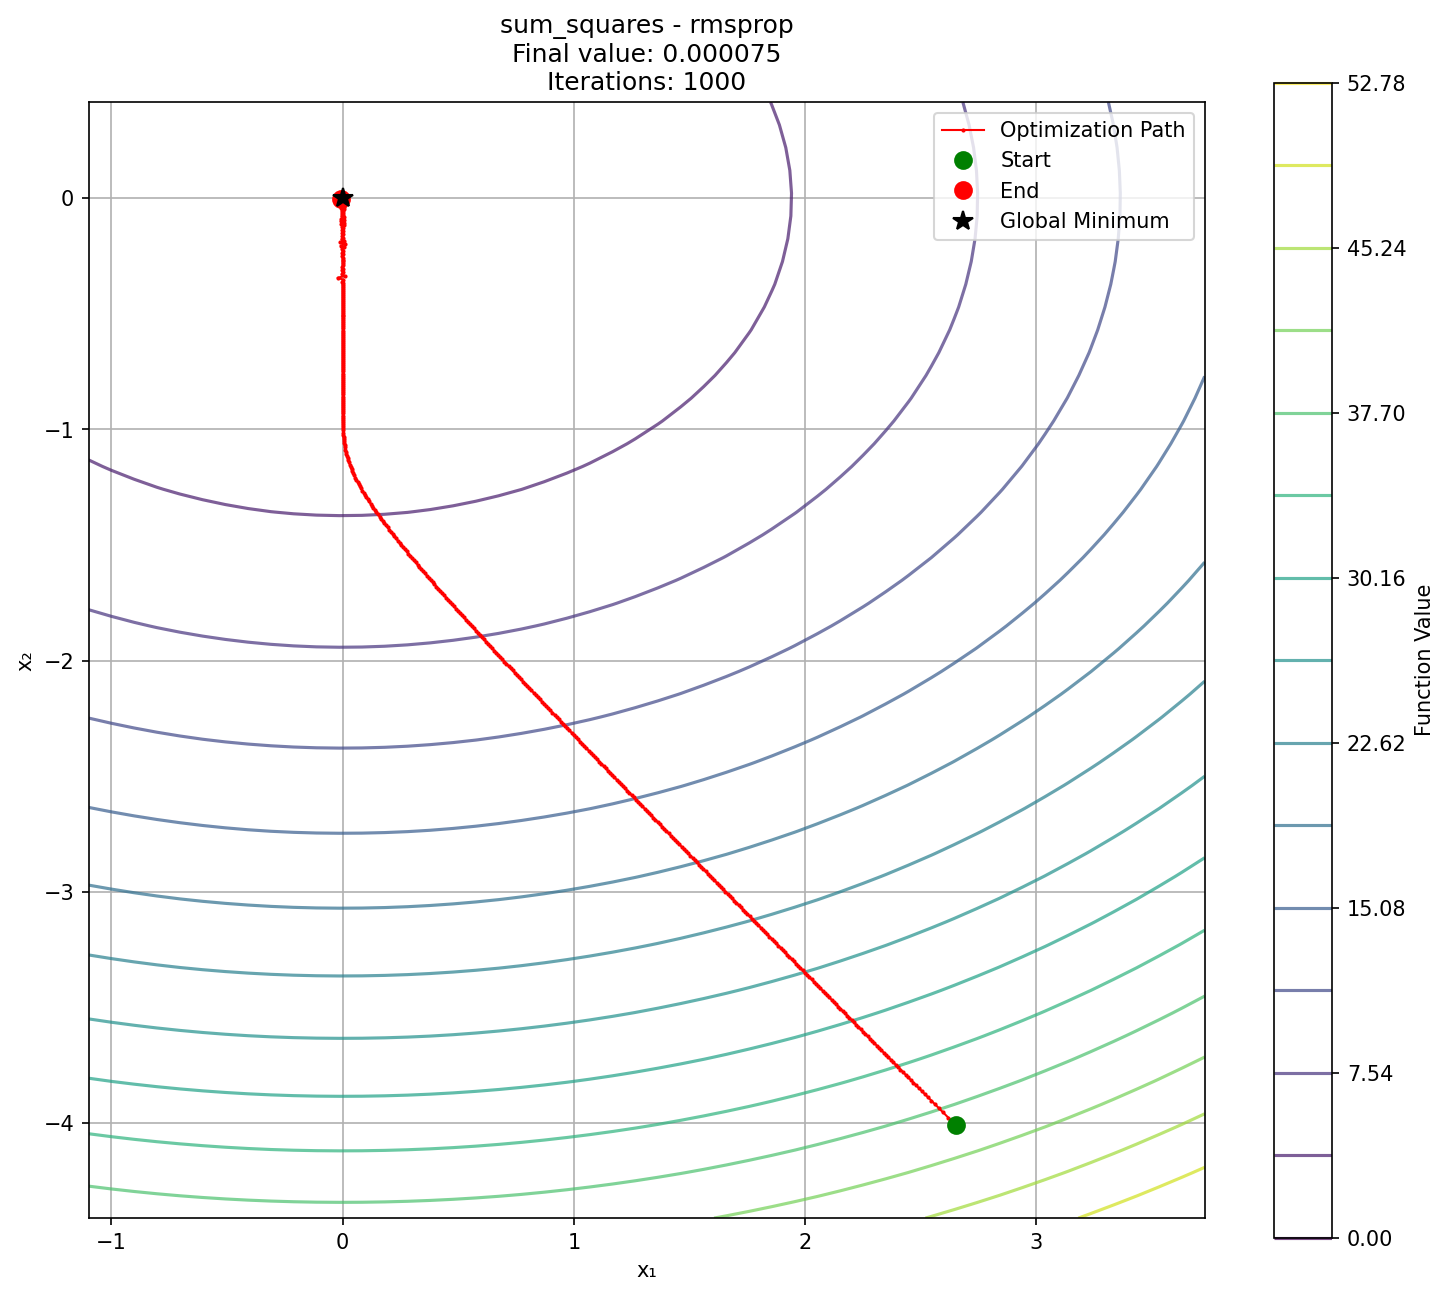 sum_squares - rmsprop
Final value: 0.000075
Iterations: 1000
Optimization Path
Start
End
Global Minimum
0
−1
−2
−3
−4
x₂
−1
0
1
2
3
x₁
52.78
45.24
37.70
30.16
22.62
15.08
7.54
0.00
Function Value